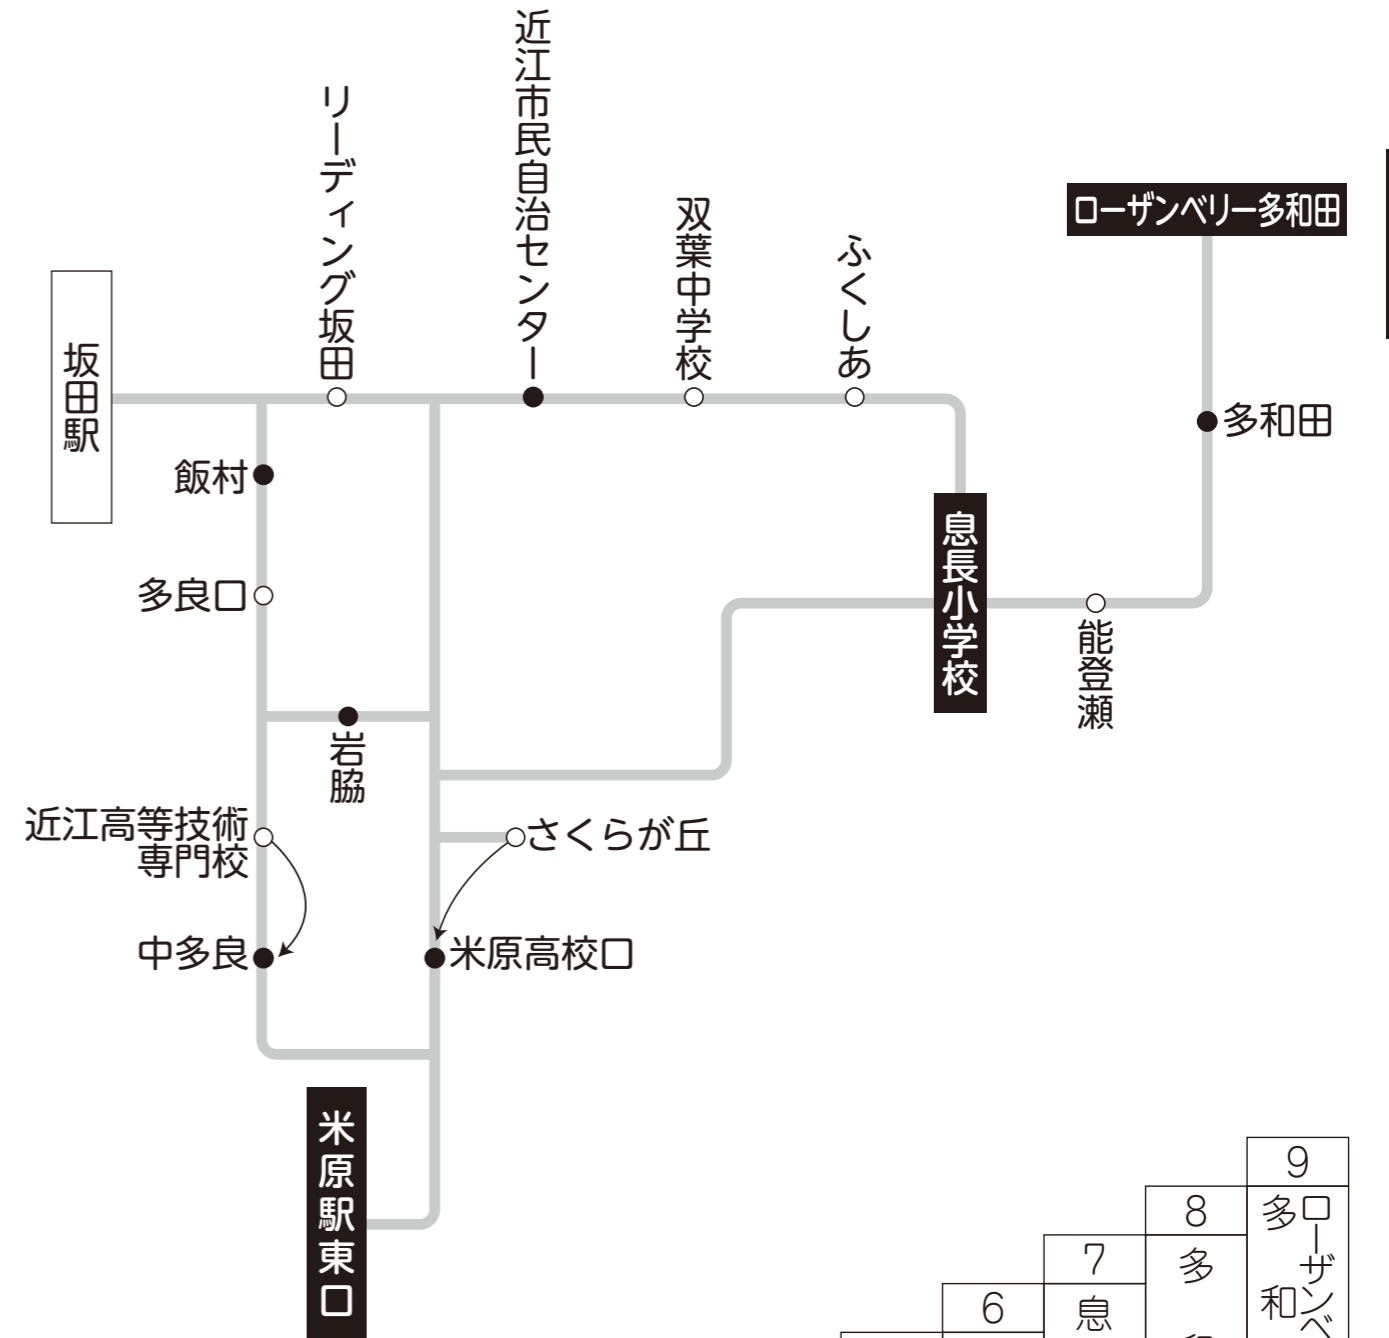 近江市民自治センター
リーディング坂田
双葉中学校
ふくしあ
ローザンベリー多和田
坂田駅
多和田
飯村
多良口
息長小学校
能登瀬
岩脇
近江高等技術
専門校
さくらが丘
中多良
米原高校口
米原駅東口
9
8
7
6
ローザンベ
多和
多
息